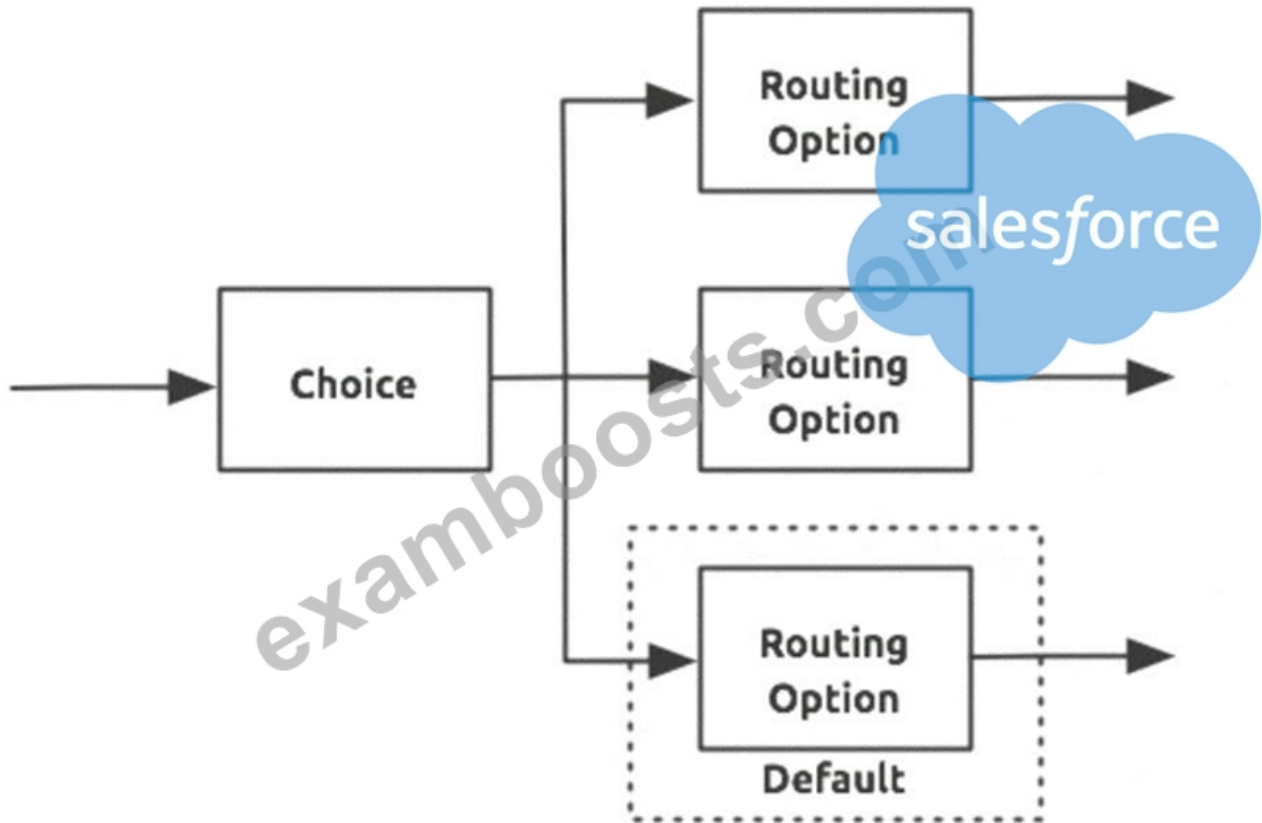 Routing
Option
salesforce
Choice
Routing
Option
examboosts.com
Routing
Option
Default